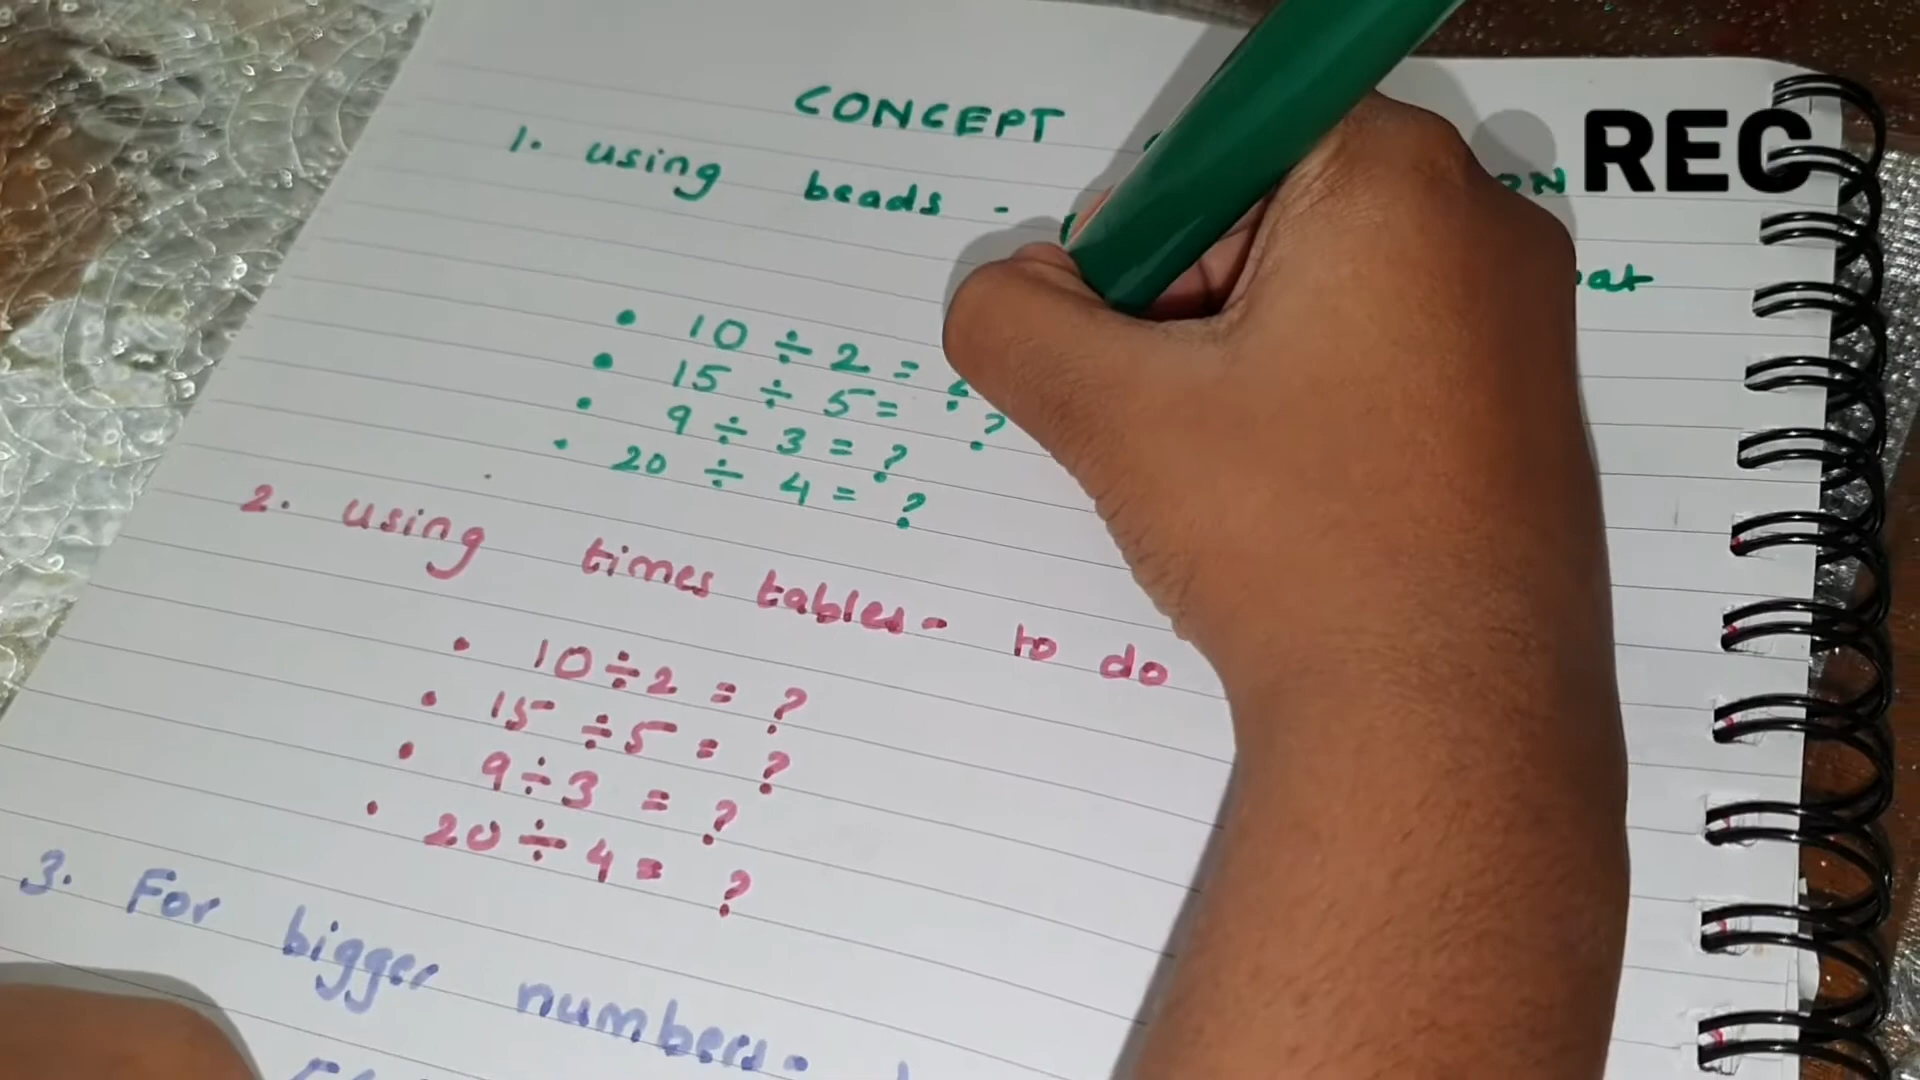 CONCEPT
REC
1. using beads -
• 10 ÷ 2 = ?
• 15 ÷ 5 = ?
• 9 ÷ 3 = ?
• 20 ÷ 4 = ?
2. using times tables - to do
• 10 ÷ 2 = ?
• 15 ÷ 5 = ?
• 9 ÷ 3 = ?
• 20 ÷ 4 = ?
3. For bigger numbers -